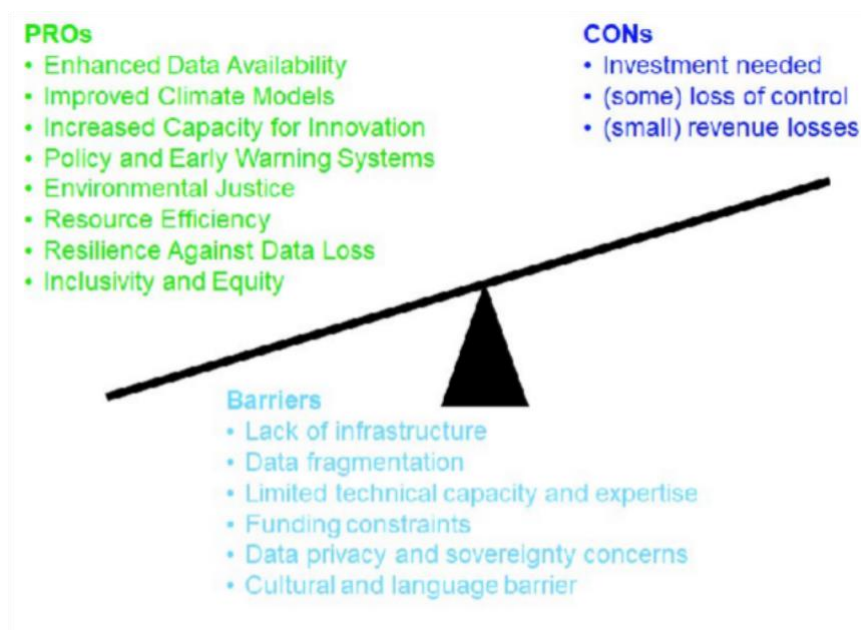 PROs
• Enhanced Data Availability
• Improved Climate Models
• Increased Capacity for Innovation
• Policy and Early Warning Systems
• Environmental Justice
• Resource Efficiency
• Resilience Against Data Loss
• Inclusivity and Equity
CONs
• Investment needed
• (some) loss of control
• (small) revenue losses
Barriers
• Lack of infrastructure
• Data fragmentation
• Limited technical capacity and expertise
• Funding constraints
• Data privacy and sovereignty concerns
• Cultural and language barrier